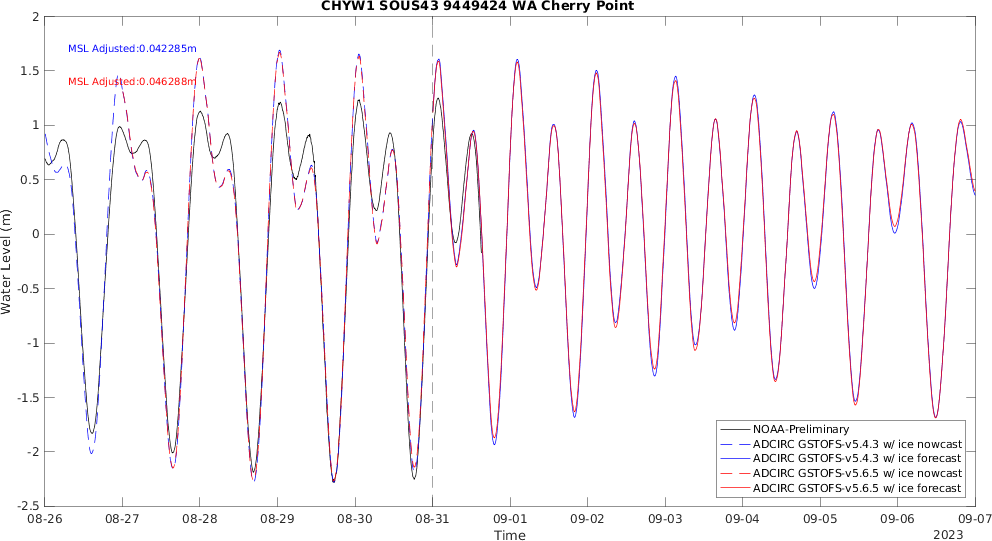 CHYW1 SOUS43 9449424 WA Cherry Point
MSL Adjusted:0.042285m
MSL Adjusted:0.046288m
Water Level (m)
2
1.5
1
0.5
0
-0.5
-1
-1.5
-2
-2.5
NOAA-Preliminary
ADCIRC GSTOFS-v5.4.3 w/ ice nowcast
ADCIRC GSTOFS-v5.4.3 w/ ice forecast
ADCIRC GSTOFS-v5.6.5 w/ ice nowcast
ADCIRC GSTOFS-v5.6.5 w/ ice forecast
08-26 08-27 08-28 08-29 08-30 08-31 09-01 09-02 09-03 09-04 09-05 09-06 09-07
Time
2023